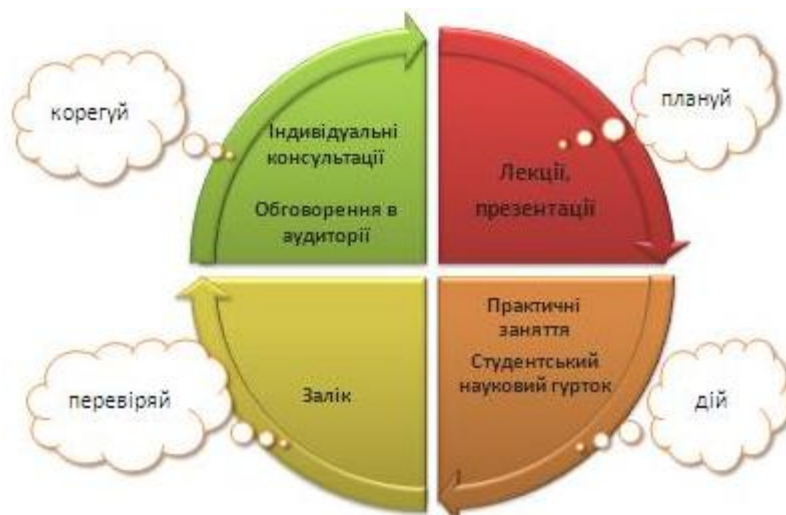 корегуй
Індивідуальні
консультації
Обговорення в
аудиторії
плануй
Лекції,
презентації
перевіряй
Залік
Практичні
заняття
Студентський
науковий гурток
дій